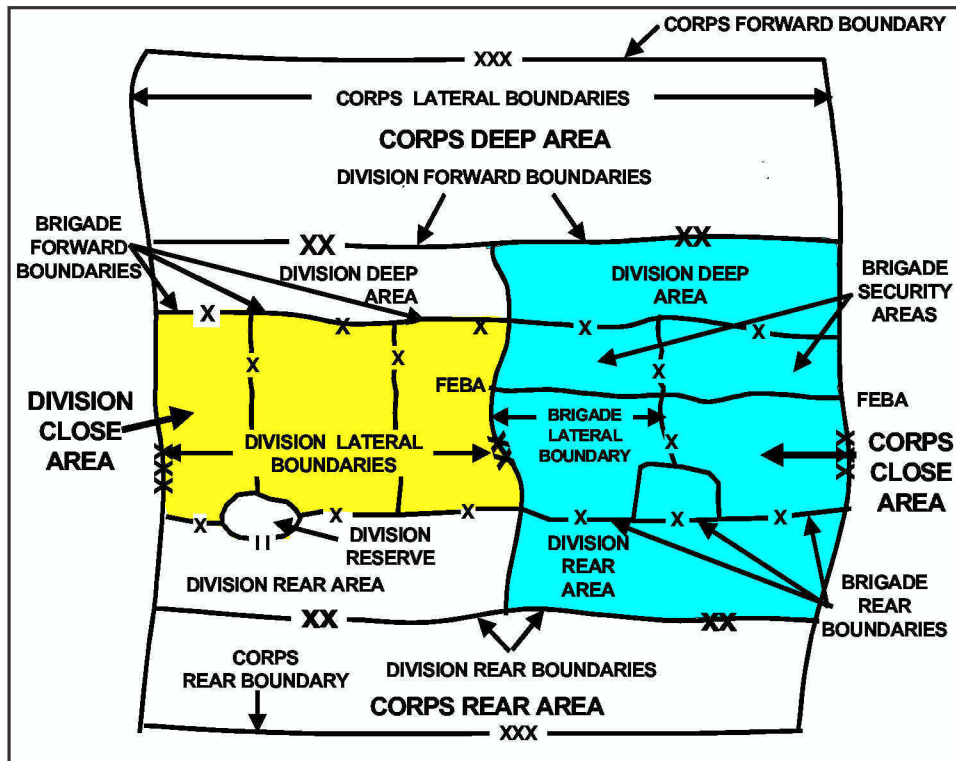 CORPS FORWARD BOUNDARY
XXX
CORPS LATERAL BOUNDARIES
CORPS DEEP AREA
DIVISION FORWARD BOUNDARIES
BRIGADE
FORWARD
BOUNDARIES
XX
XX
DIVISION DEEP
AREA
DIVISION DEEP
AREA
BRIGADE
SECURITY
AREAS
X
X
X
X
X
X
X
X
FEBA
FEBA
DIVISION
CLOSE
AREA
DIVISION LATERAL
BOUNDARIES
BRIGADE
LATERAL
BOUNDARY
CORPS
CLOSE
AREA
XXX
XX
X
XXX
X
X
X
X
X
X
II
DIVISION
RESERVE
DIVISION REAR AREA
DIVISION
REAR
AREA
BRIGADE
REAR
BOUNDARIES
XX
XX
CORPS
REAR BOUNDARY
DIVISION REAR BOUNDARIES
CORPS REAR AREA
XXX